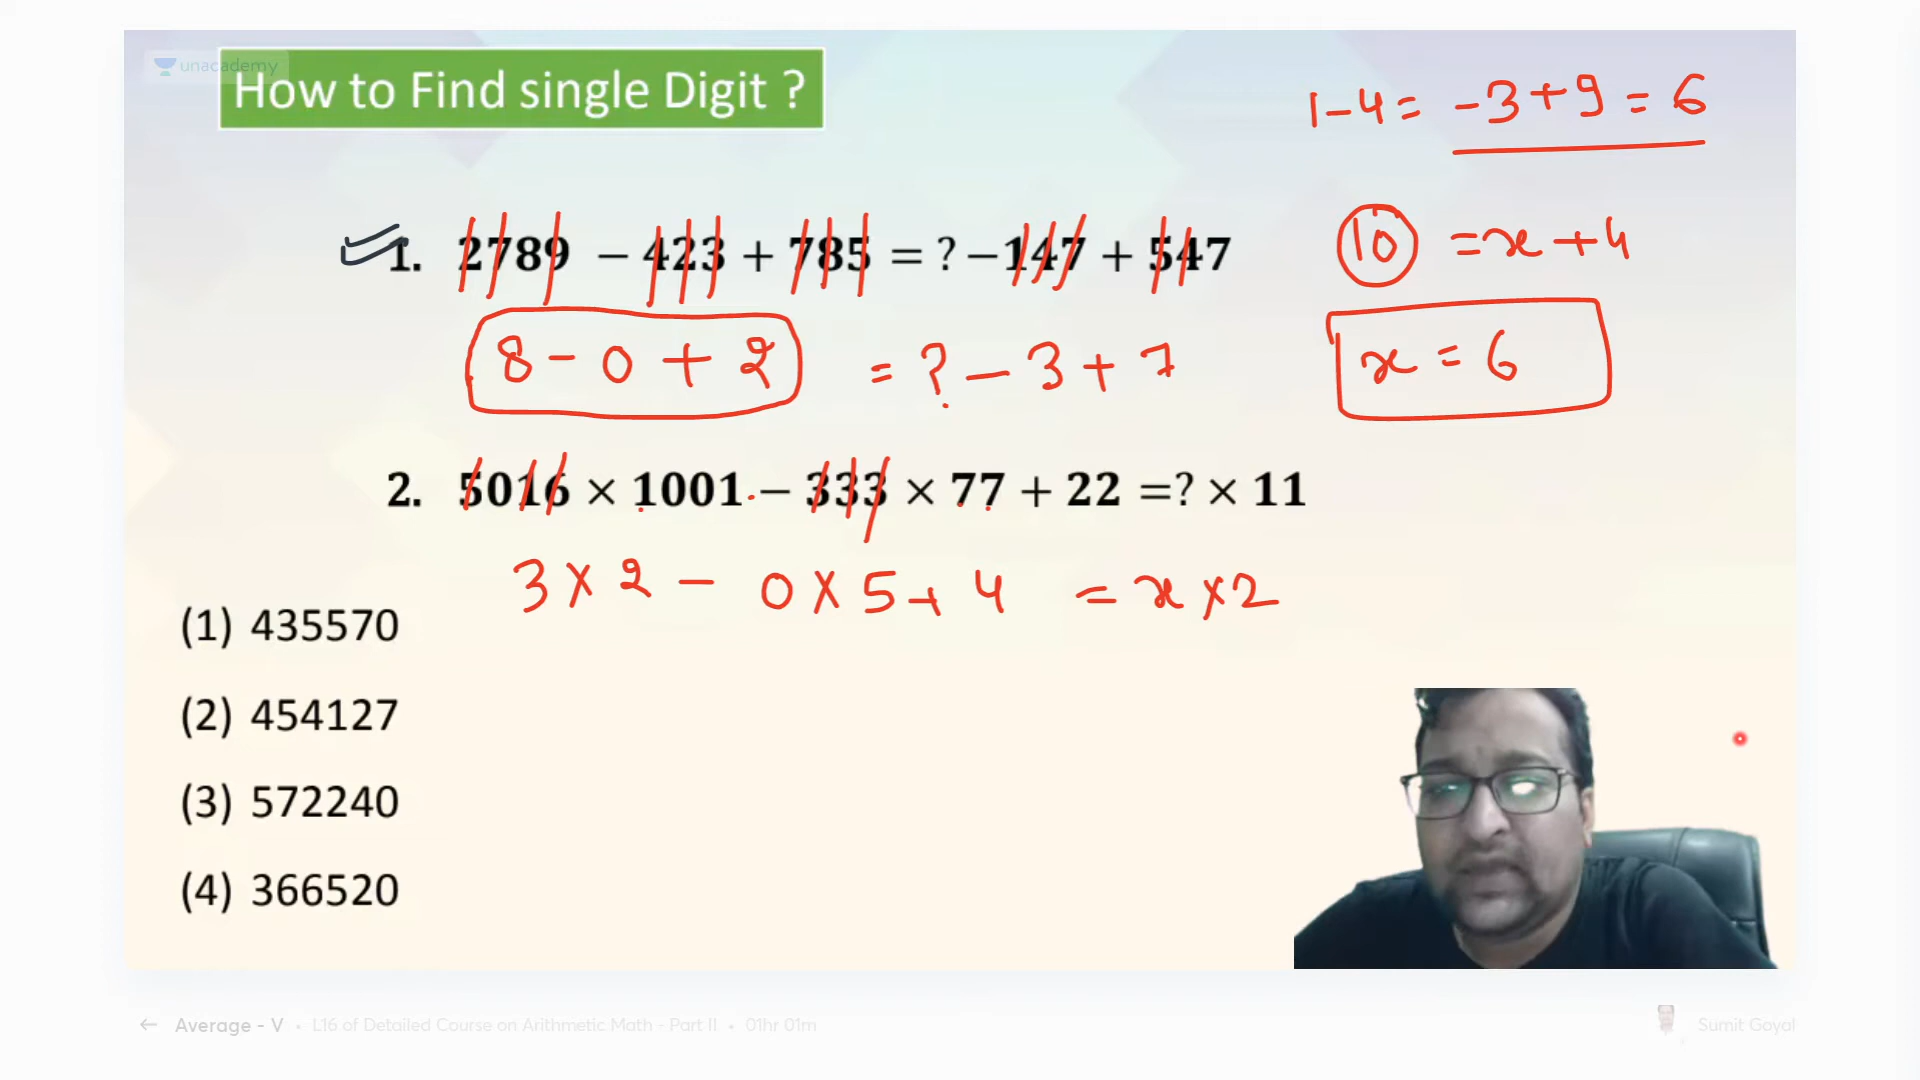 unacademy
How to Find single Digit ?
1-4 = -3+9 = 6
1. 2789 − 423 + 785 = ? − 147 + 547
10 = x + 4
8 - 0 + 2 = ? - 3 + 7
x = 6
2. 5016 × 1001 − 333 × 77 + 22 =? × 11
3 × 2 - 0 × 5 + 4 = x × 2
(1) 435570
(2) 454127
(3) 572240
(4) 366520
← Average - V • L16 of Detailed Course on Arithmetic Math - Part II • 01hr 01m
Sumit Goyal